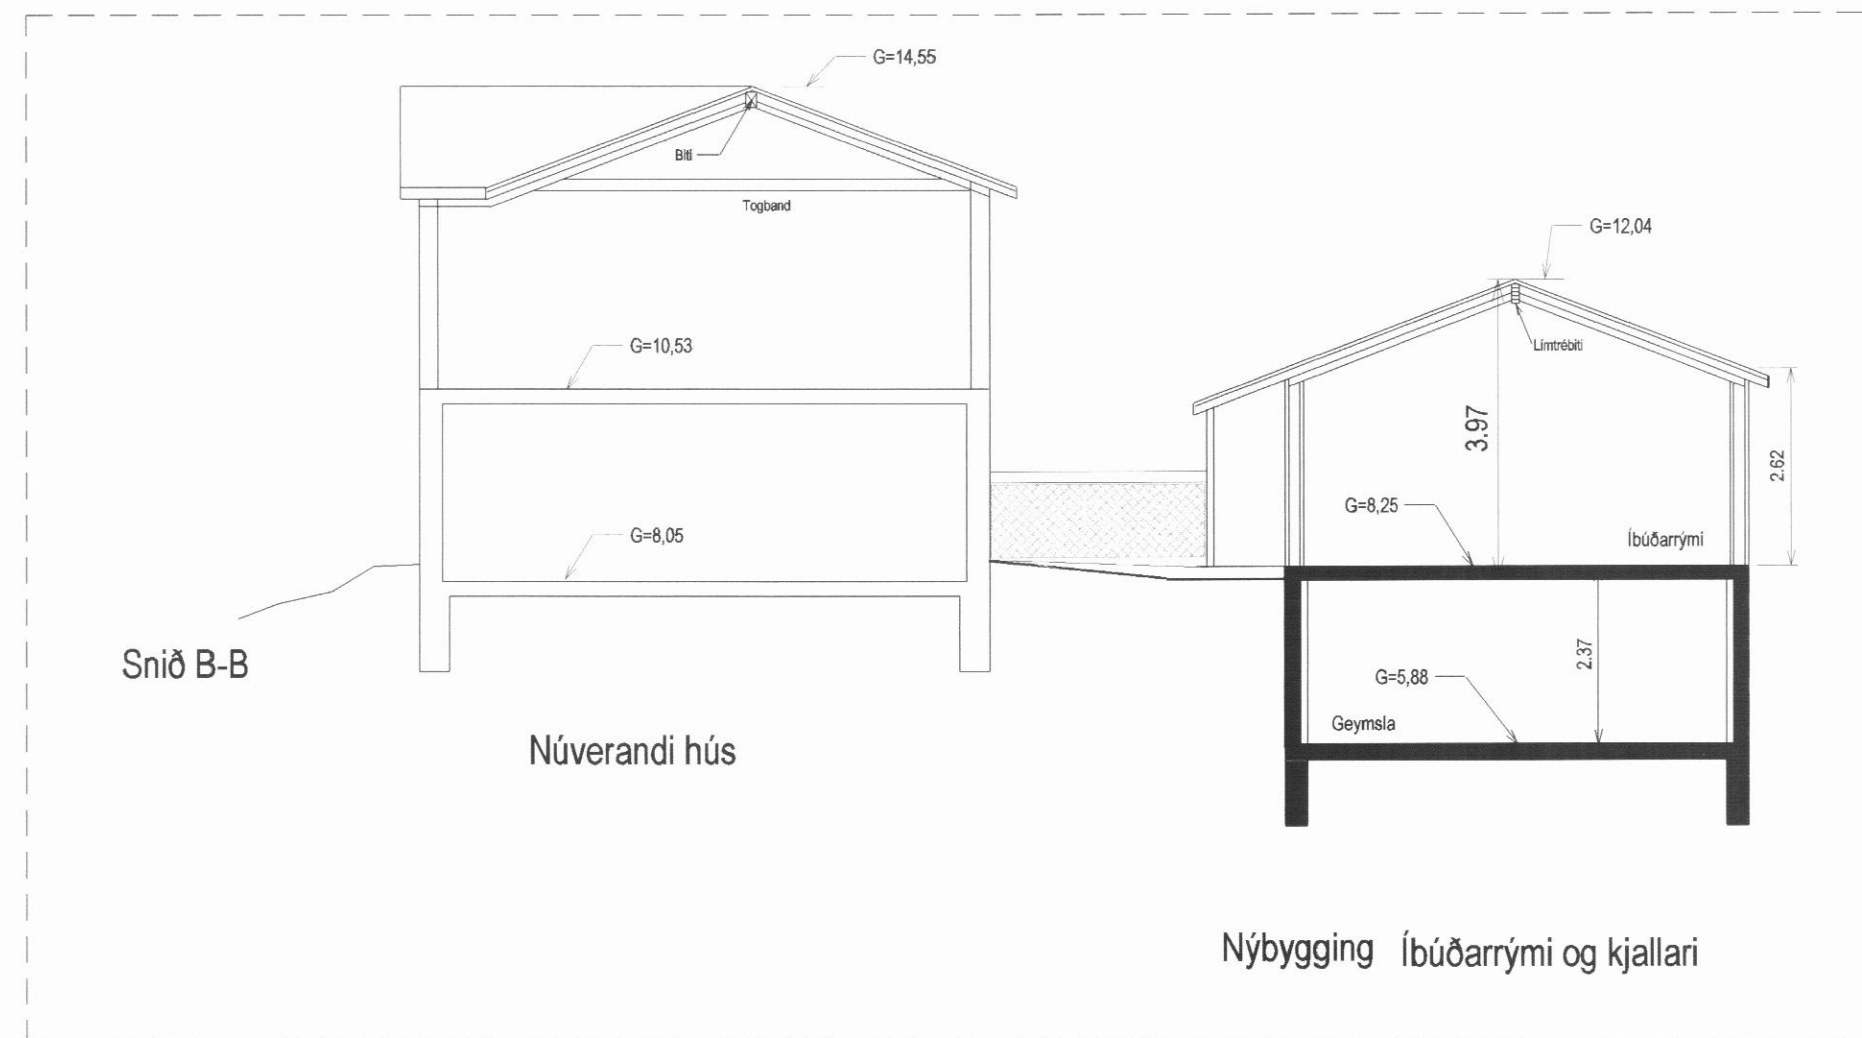 G=14,55
Biti
Togband
G=12,04
G=10,53
Límtrébiti
3.97
2.62
G=8,25
Íbúðarrými
G=8,05
Snið B-B
2.37
G=5,88
Geymsla
Núverandi hús
Nýbygging Íbúðarrými og kjallari